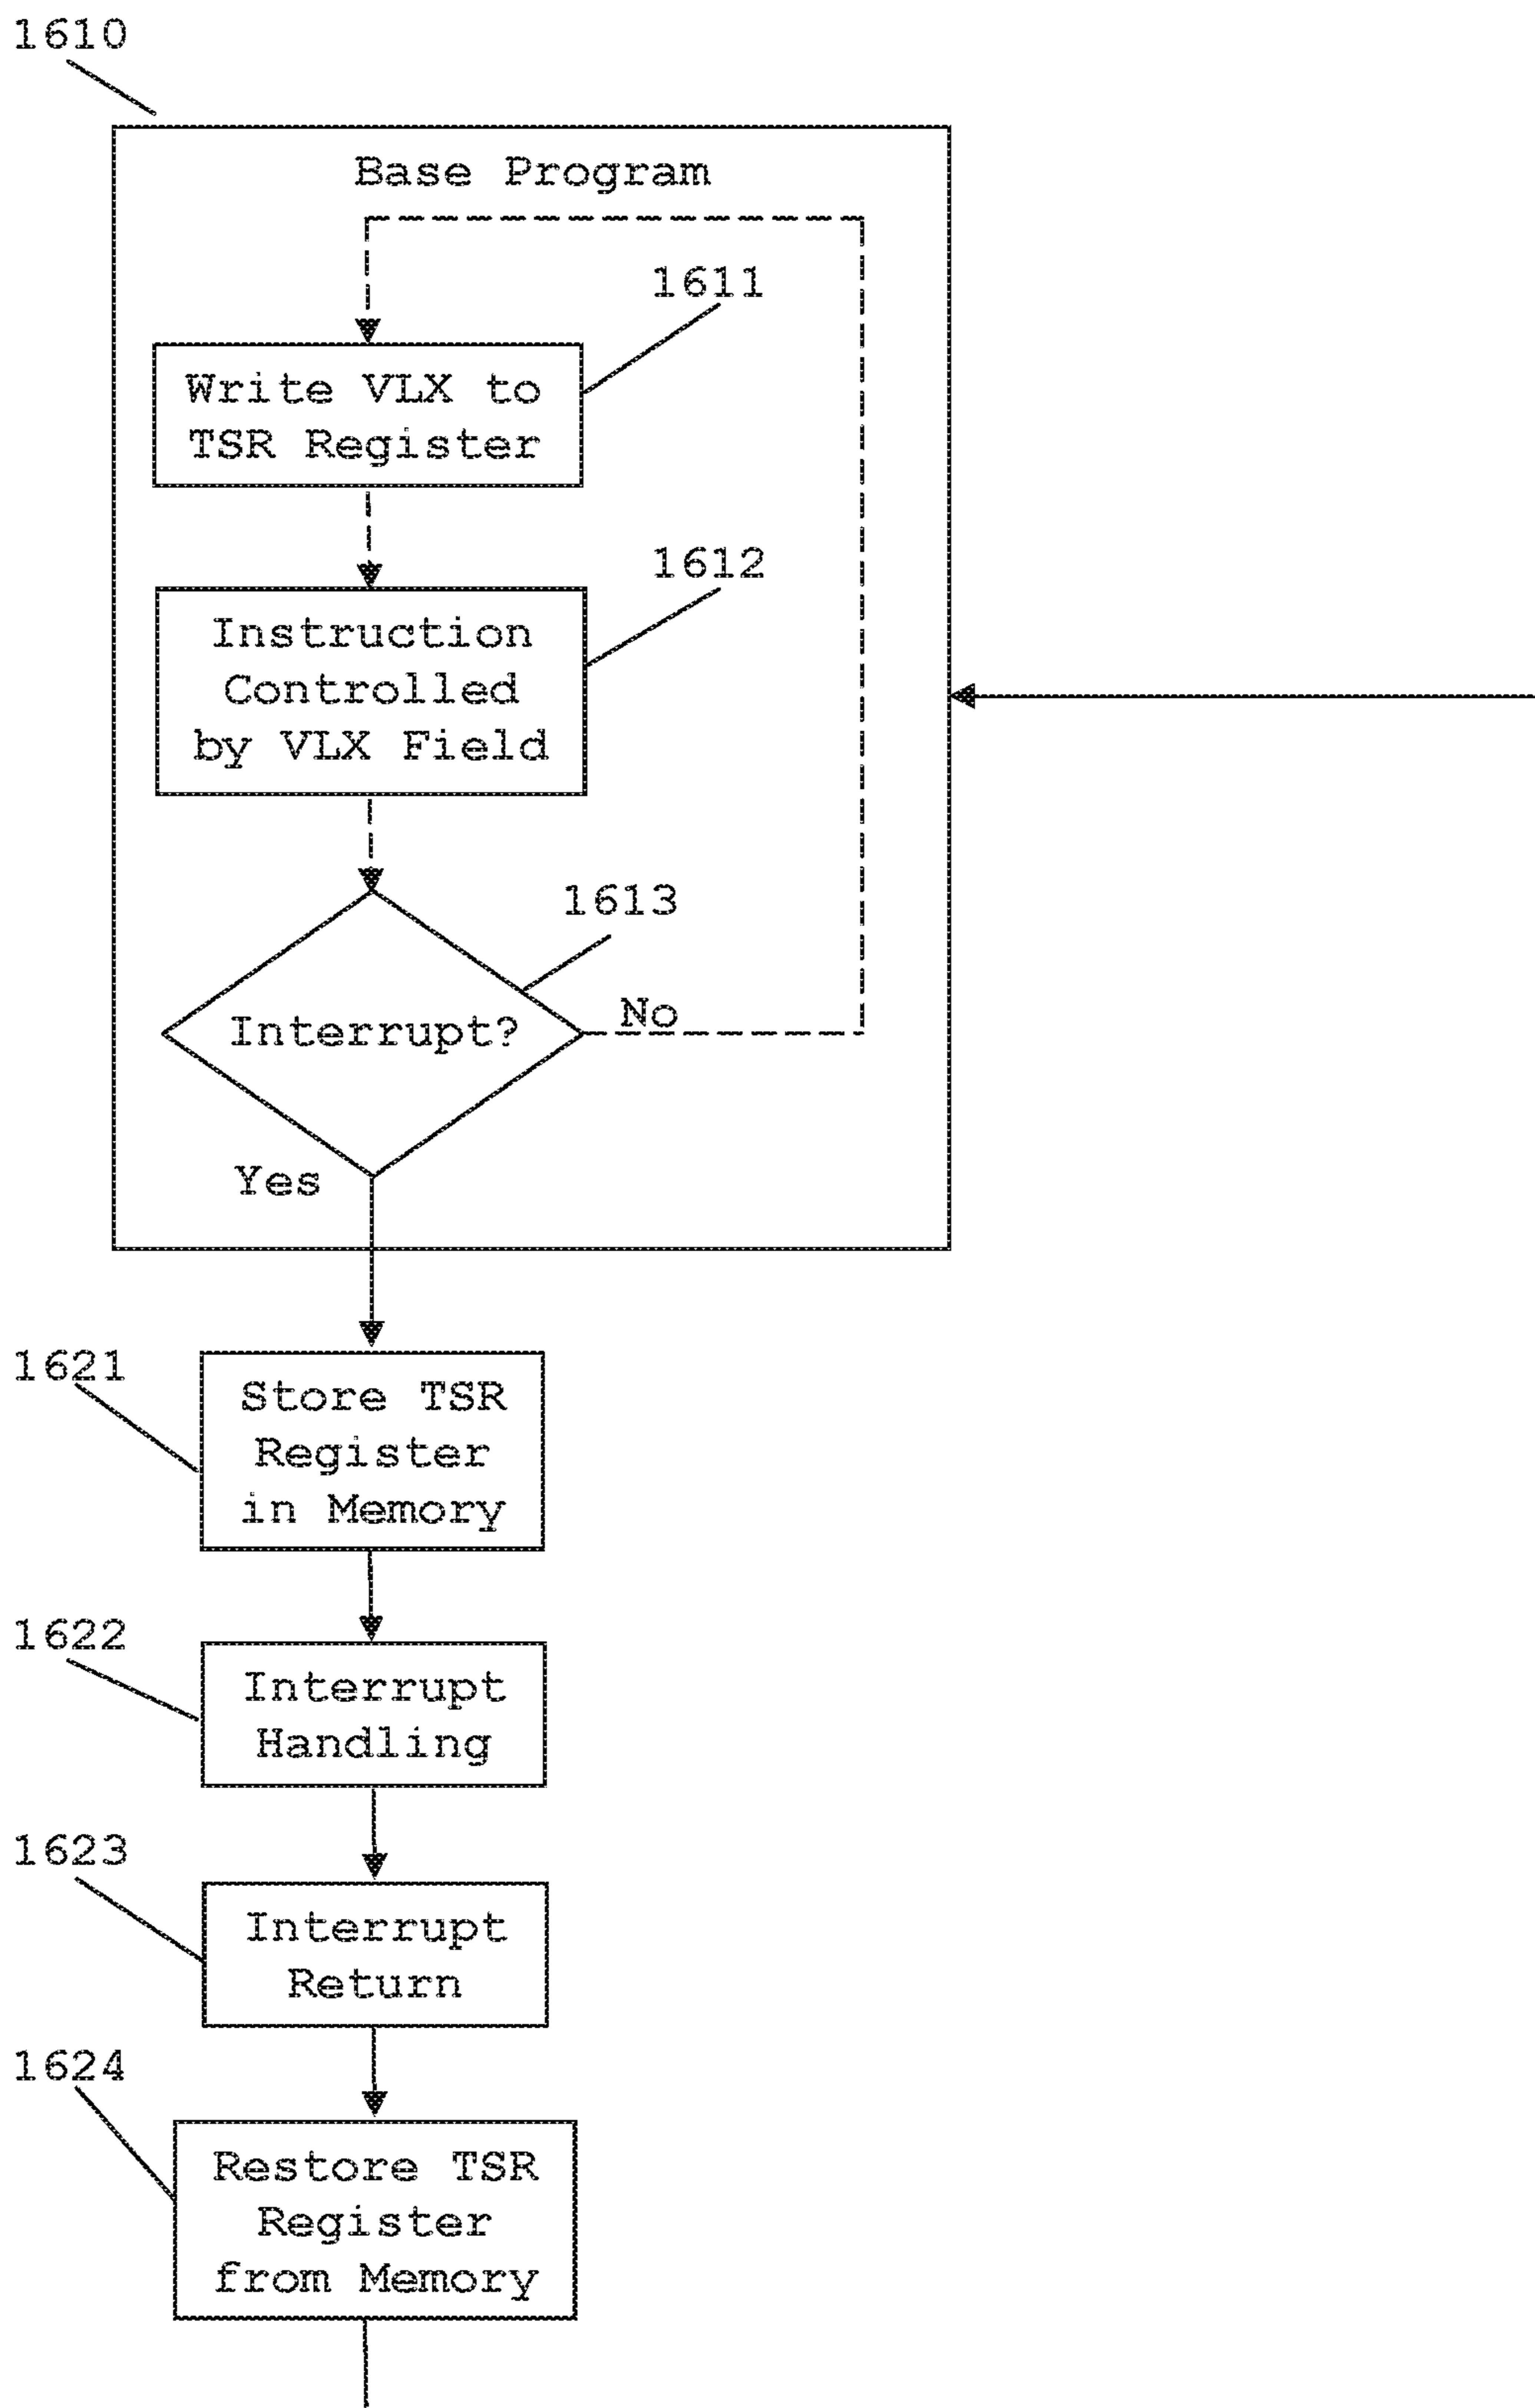 1610
Base Program
1611
Write VLX to
TSR Register
1612
Instruction
Controlled
by VLX Field
1613
No
Interrupt?
Yes
1621
Store TSR
Register
in Memory
1622
Interrupt
Handling
1623
Interrupt
Return
1624
Restore TSR
Register
from Memory